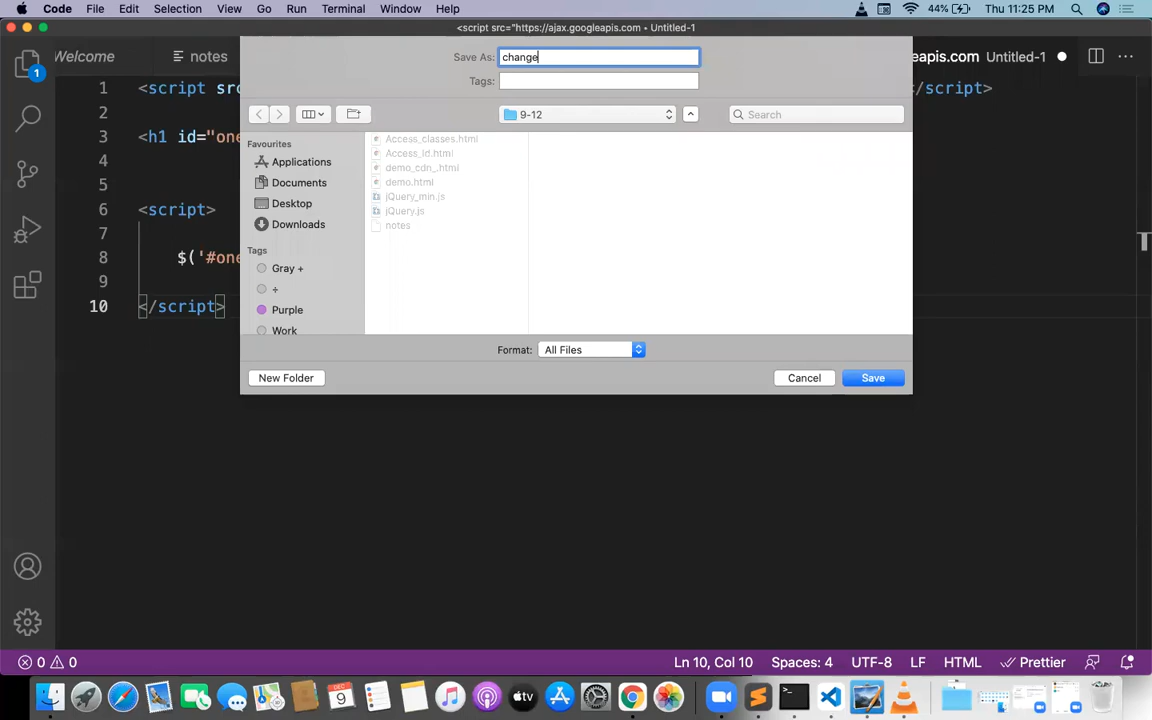 Code File Edit Selection View Go Run Terminal Window Help 44% Thu 11:25 PM
<script src="https://ajax.googleapis.com • Untitled-1
Welcome notes eapis.com Untitled-1
Save As: change
Tags:
9-12 Search
Favourites
Applications
Documents
Desktop
Downloads
Tags
Gray +
+
Purple
Work
Access_classes.html
Access_id.html
demo_cdn_.html
demo.html
jQuery_min.js
jQuery.js
notes
Format: All Files
New Folder Cancel Save
1 <script src /script>
2
3 <h1 id="one
4
5
6 <script>
7
8 $('#one
9
10 </script>
1
0 0 Ln 10, Col 10 Spaces: 4 UTF-8 LF HTML Prettier
9
tv